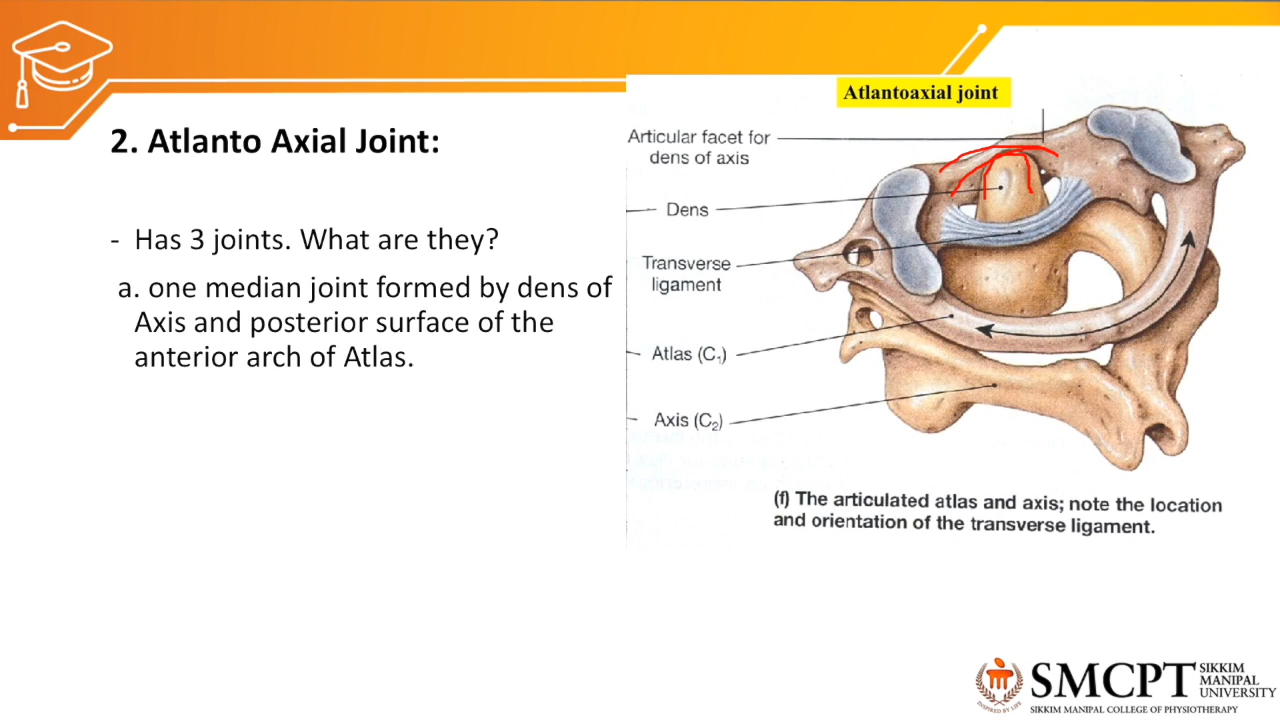 Atlantoaxial joint
2. Atlanto Axial Joint:
- Has 3 joints. What are they?
a. one median joint formed by dens of
Axis and posterior surface of the
anterior arch of Atlas.
Articular facet for
dens of axis
Dens
Transverse
ligament
Atlas (C₁)
Axis (C₂)
(f) The articulated atlas and axis; note the location
and orientation of the transverse ligament.
INSPIRED BY LIFE
SMCPT
SIKKIM
MANIPAL
UNIVERSITY
SIKKIM MANIPAL COLLEGE OF PHYSIOTHERAPY